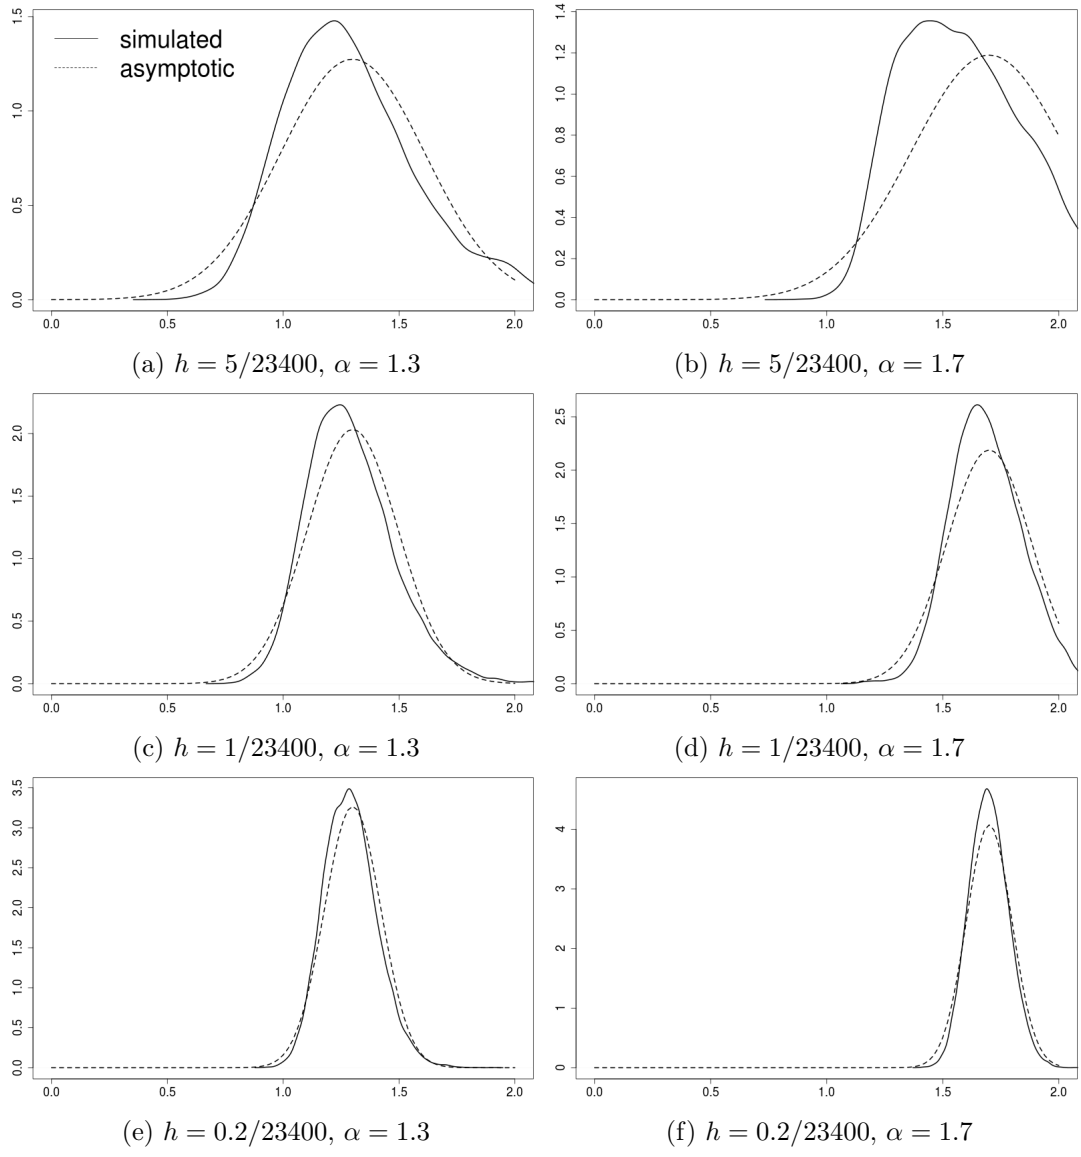 simulated
asymptotic
0.0 0.5 1.0 1.5
0.0 0.5 1.0 1.5 2.0
(a) h = 5/23400, α = 1.3
0.0 0.2 0.4 0.6 0.8 1.0 1.2 1.4
0.0 0.5 1.0 1.5 2.0
(b) h = 5/23400, α = 1.7
0.0 0.5 1.0 1.5 2.0
0.0 0.5 1.0 1.5 2.0
(c) h = 1/23400, α = 1.3
0.0 0.5 1.0 1.5 2.0 2.5
0.0 0.5 1.0 1.5 2.0
(d) h = 1/23400, α = 1.7
0.0 0.5 1.0 1.5 2.0 2.5 3.0 3.5
0.0 0.5 1.0 1.5 2.0
(e) h = 0.2/23400, α = 1.3
0 1 2 3 4
0.0 0.5 1.0 1.5 2.0
(f) h = 0.2/23400, α = 1.7